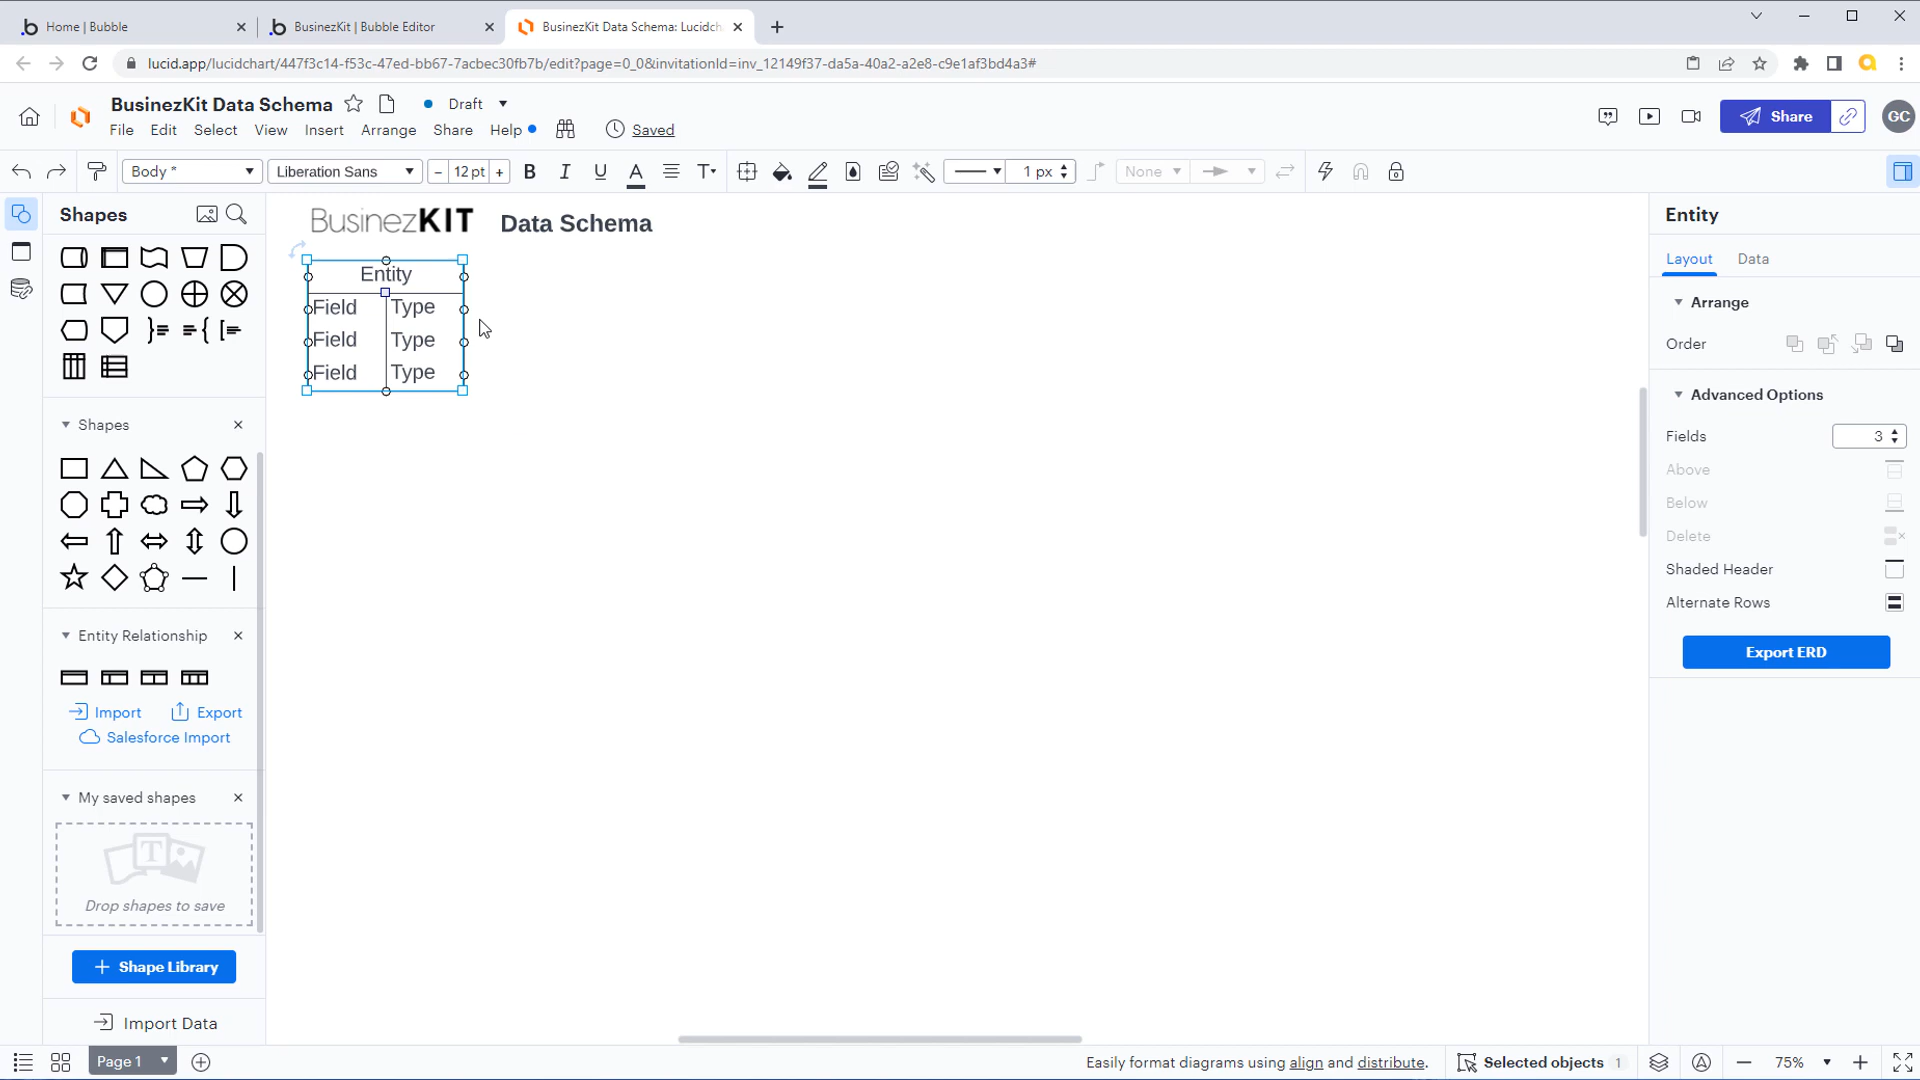 Home | Bubble
BusinezKit | Bubble Editor
BusinezKit Data Schema: Lucidch
lucid.app/lucidchart/447f3c14-f53c-47ed-bb67-7acbec30fb7b/edit?page=0_0&invitationId=inv_12149f37-da5a-40a2-a2e8-c9e1af3bd4a3#
BusinezKit Data Schema
Draft
File Edit Select View Insert Arrange Share Help
Saved
Share
GC
Body *
Liberation Sans
12 pt
B I U A T
1 px
None
Shapes
BusinezKIT Data Schema
Entity
Field Type
Field Type
Field Type
Shapes
Entity Relationship
Import Export
Salesforce Import
My saved shapes
T
Drop shapes to save
Shape Library
Import Data
Entity
Layout Data
Arrange
Order
Advanced Options
Fields 3
Above
Below
Delete
Shaded Header
Alternate Rows
Export ERD
Page 1
Easily format diagrams using align and distribute.
Selected objects 1
75%